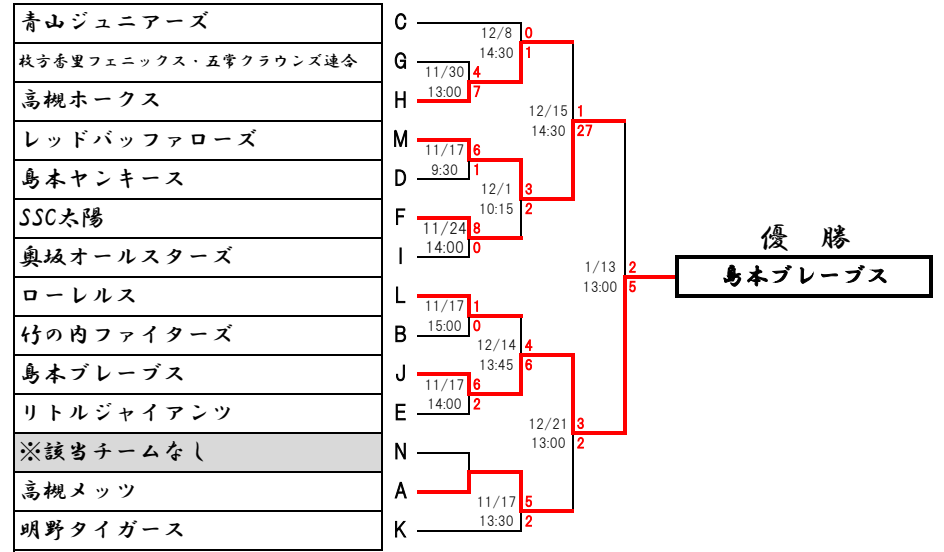 青山ジュニアーズ C
12/8 0
14:30 1
枚方香里フェニックス・五常クラウンズ連合 G
11/30 4
13:00 7
高槻ホークス H
12/15 1
14:30 27
レッドバッファローズ M
11/17 6
9:30 1
島本ヤンキース D
12/1 3
10:15 2
SSC太陽 F
11/24 8
14:00 0
奥坂オールスターズ I
優 勝
1/13 2
13:00 5
島本ブレーブス
ローレルス L
11/17 1
15:00 0
竹の内ファイターズ B
12/14 4
13:45 6
島本ブレーブス J
11/17 6
14:00 2
リトルジャイアンツ E
12/21 3
13:00 2
※該当チームなし N
高槻メッツ A
11/17 5
13:30 2
明野タイガース K